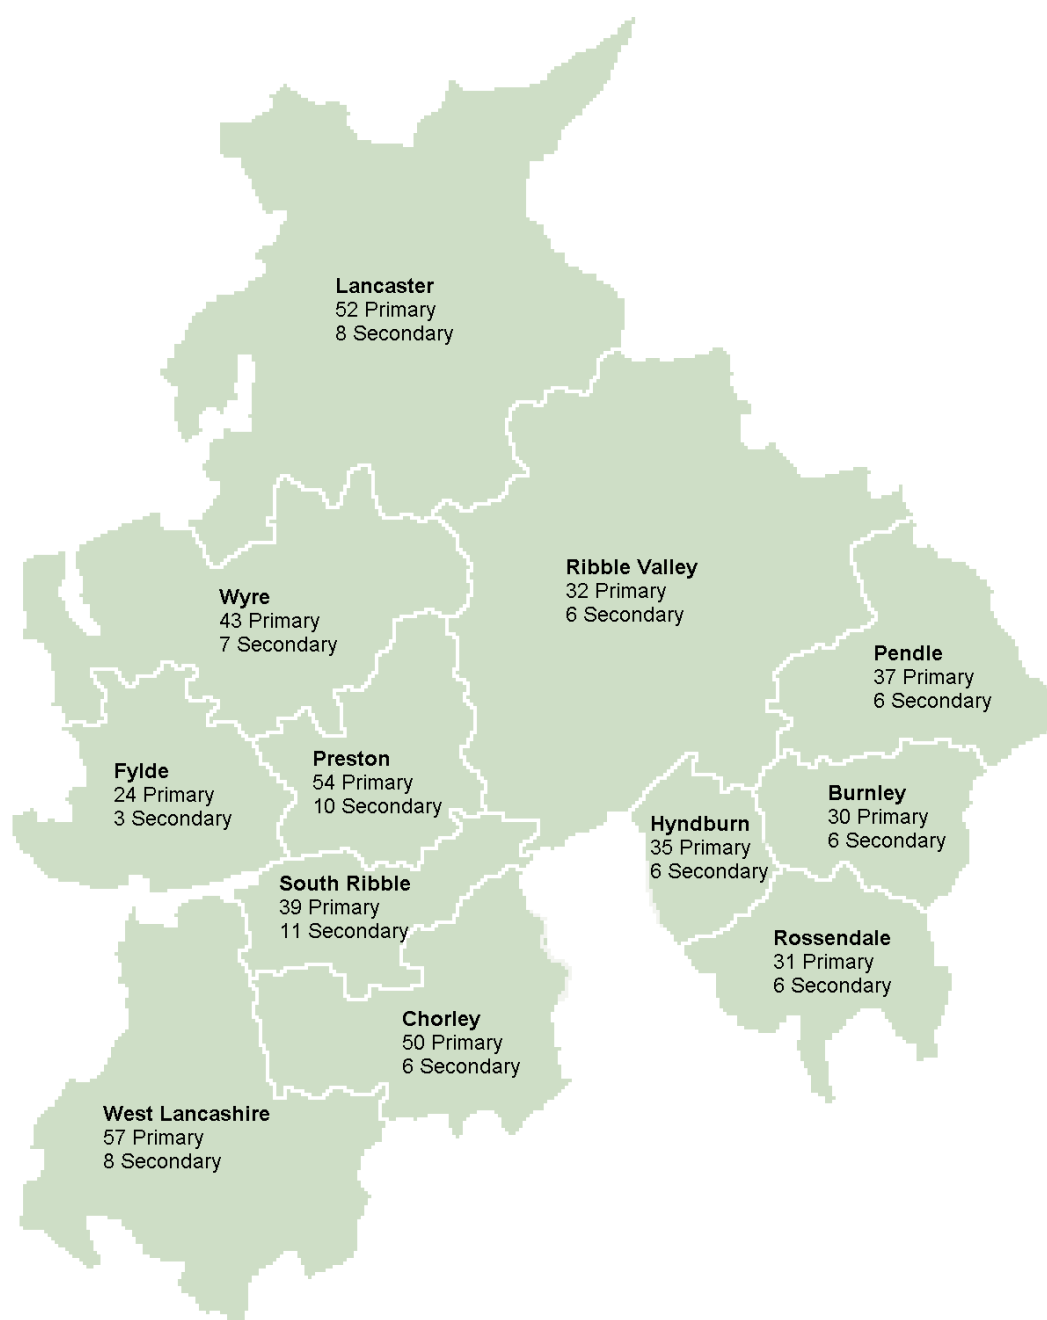 Lancaster
52 Primary
8 Secondary
Ribble Valley
32 Primary
6 Secondary
Wyre
43 Primary
7 Secondary
Pendle
37 Primary
6 Secondary
Preston
54 Primary
10 Secondary
Fylde
24 Primary
3 Secondary
Burnley
30 Primary
6 Secondary
Hyndburn
35 Primary
6 Secondary
South Ribble
39 Primary
11 Secondary
Rossendale
31 Primary
6 Secondary
Chorley
50 Primary
6 Secondary
West Lancashire
57 Primary
8 Secondary